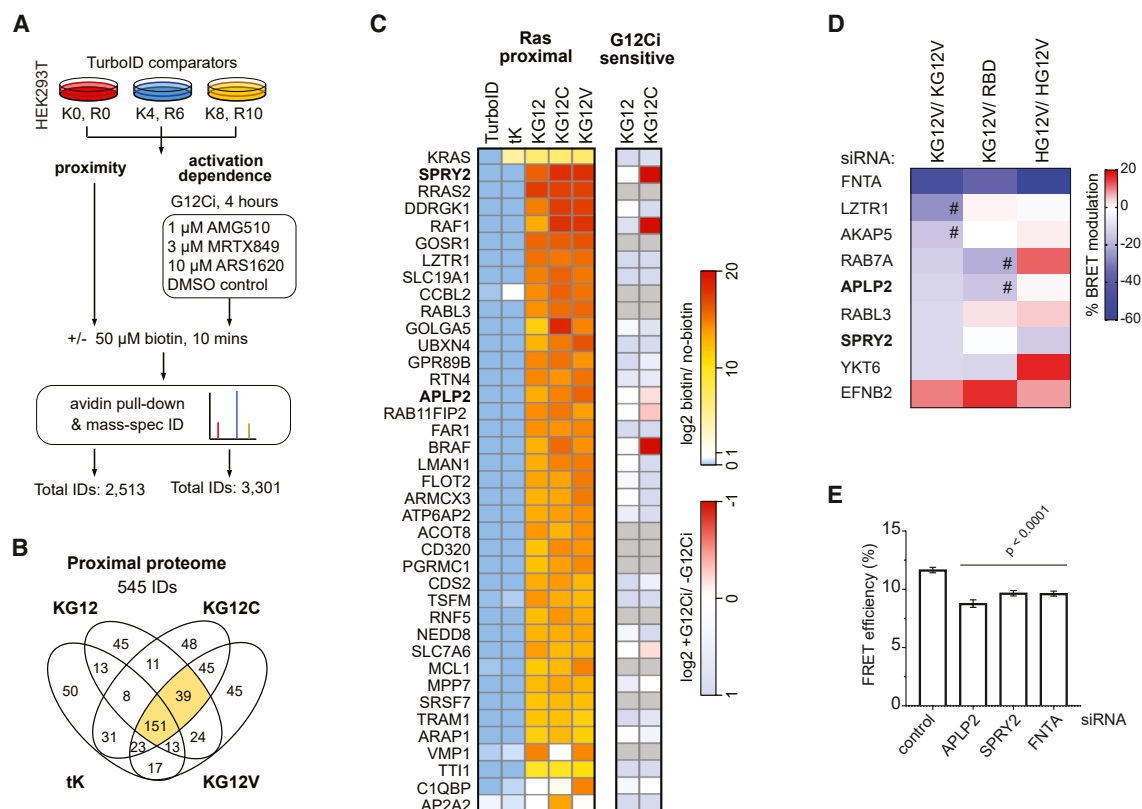 A
HEK293T
TurboID comparators
K0, R0
K4, R6
K8, R10
proximity
activation
dependence
G12Ci, 4 hours
1 µM AMG510
3 µM MRTX849
10 µM ARS1620
DMSO control
+/- 50 µM biotin, 10 mins
avidin pull-down
& mass-spec ID
Total IDs: 2,513
Total IDs: 3,301
B
Proximal proteome
545 IDs
KG12
KG12C
45
48
13
11
45
50
8
39
45
151
31
23
13
24
17
tK
KG12V
C
Ras
proximal
G12Ci
sensitive
TurboID
tK
KG12
KG12C
KG12V
KG12
KG12C
KRAS
SPRY2
RRAS2
DDRGK1
RAF1
GOSR1
LZTR1
SLC19A1
CCBL2
RABL3
GOLGA5
UBXN4
GPR89B
RTN4
APLP2
RAB11FIP2
FAR1
BRAF
LMAN1
FLOT2
ARMCX3
ATP6AP2
ACOT8
CD320
PGRMC1
CDS2
TSFM
RNF5
NEDD8
SLC7A6
MCL1
MPP7
SRSF7
TRAM1
ARAP1
VMP1
TTI1
C1QBP
AP2A2
log2 biotin/ no-biotin
20
10
0 1
log2 +G12Ci/ -G12Ci
-1
0
1
D
KG12V/ KG12V
KG12V/ RBD
HG12V/ HG12V
siRNA:
FNTA
LZTR1
#
AKAP5
#
RAB7A
#
APLP2
#
RABL3
SPRY2
YKT6
EFNB2
20
0
-20
-40
-60
% BRET modulation
E
p < 0.0001
FRET efficiency (%)
15
10
5
0
control
APLP2
SPRY2
FNTA
siRNA